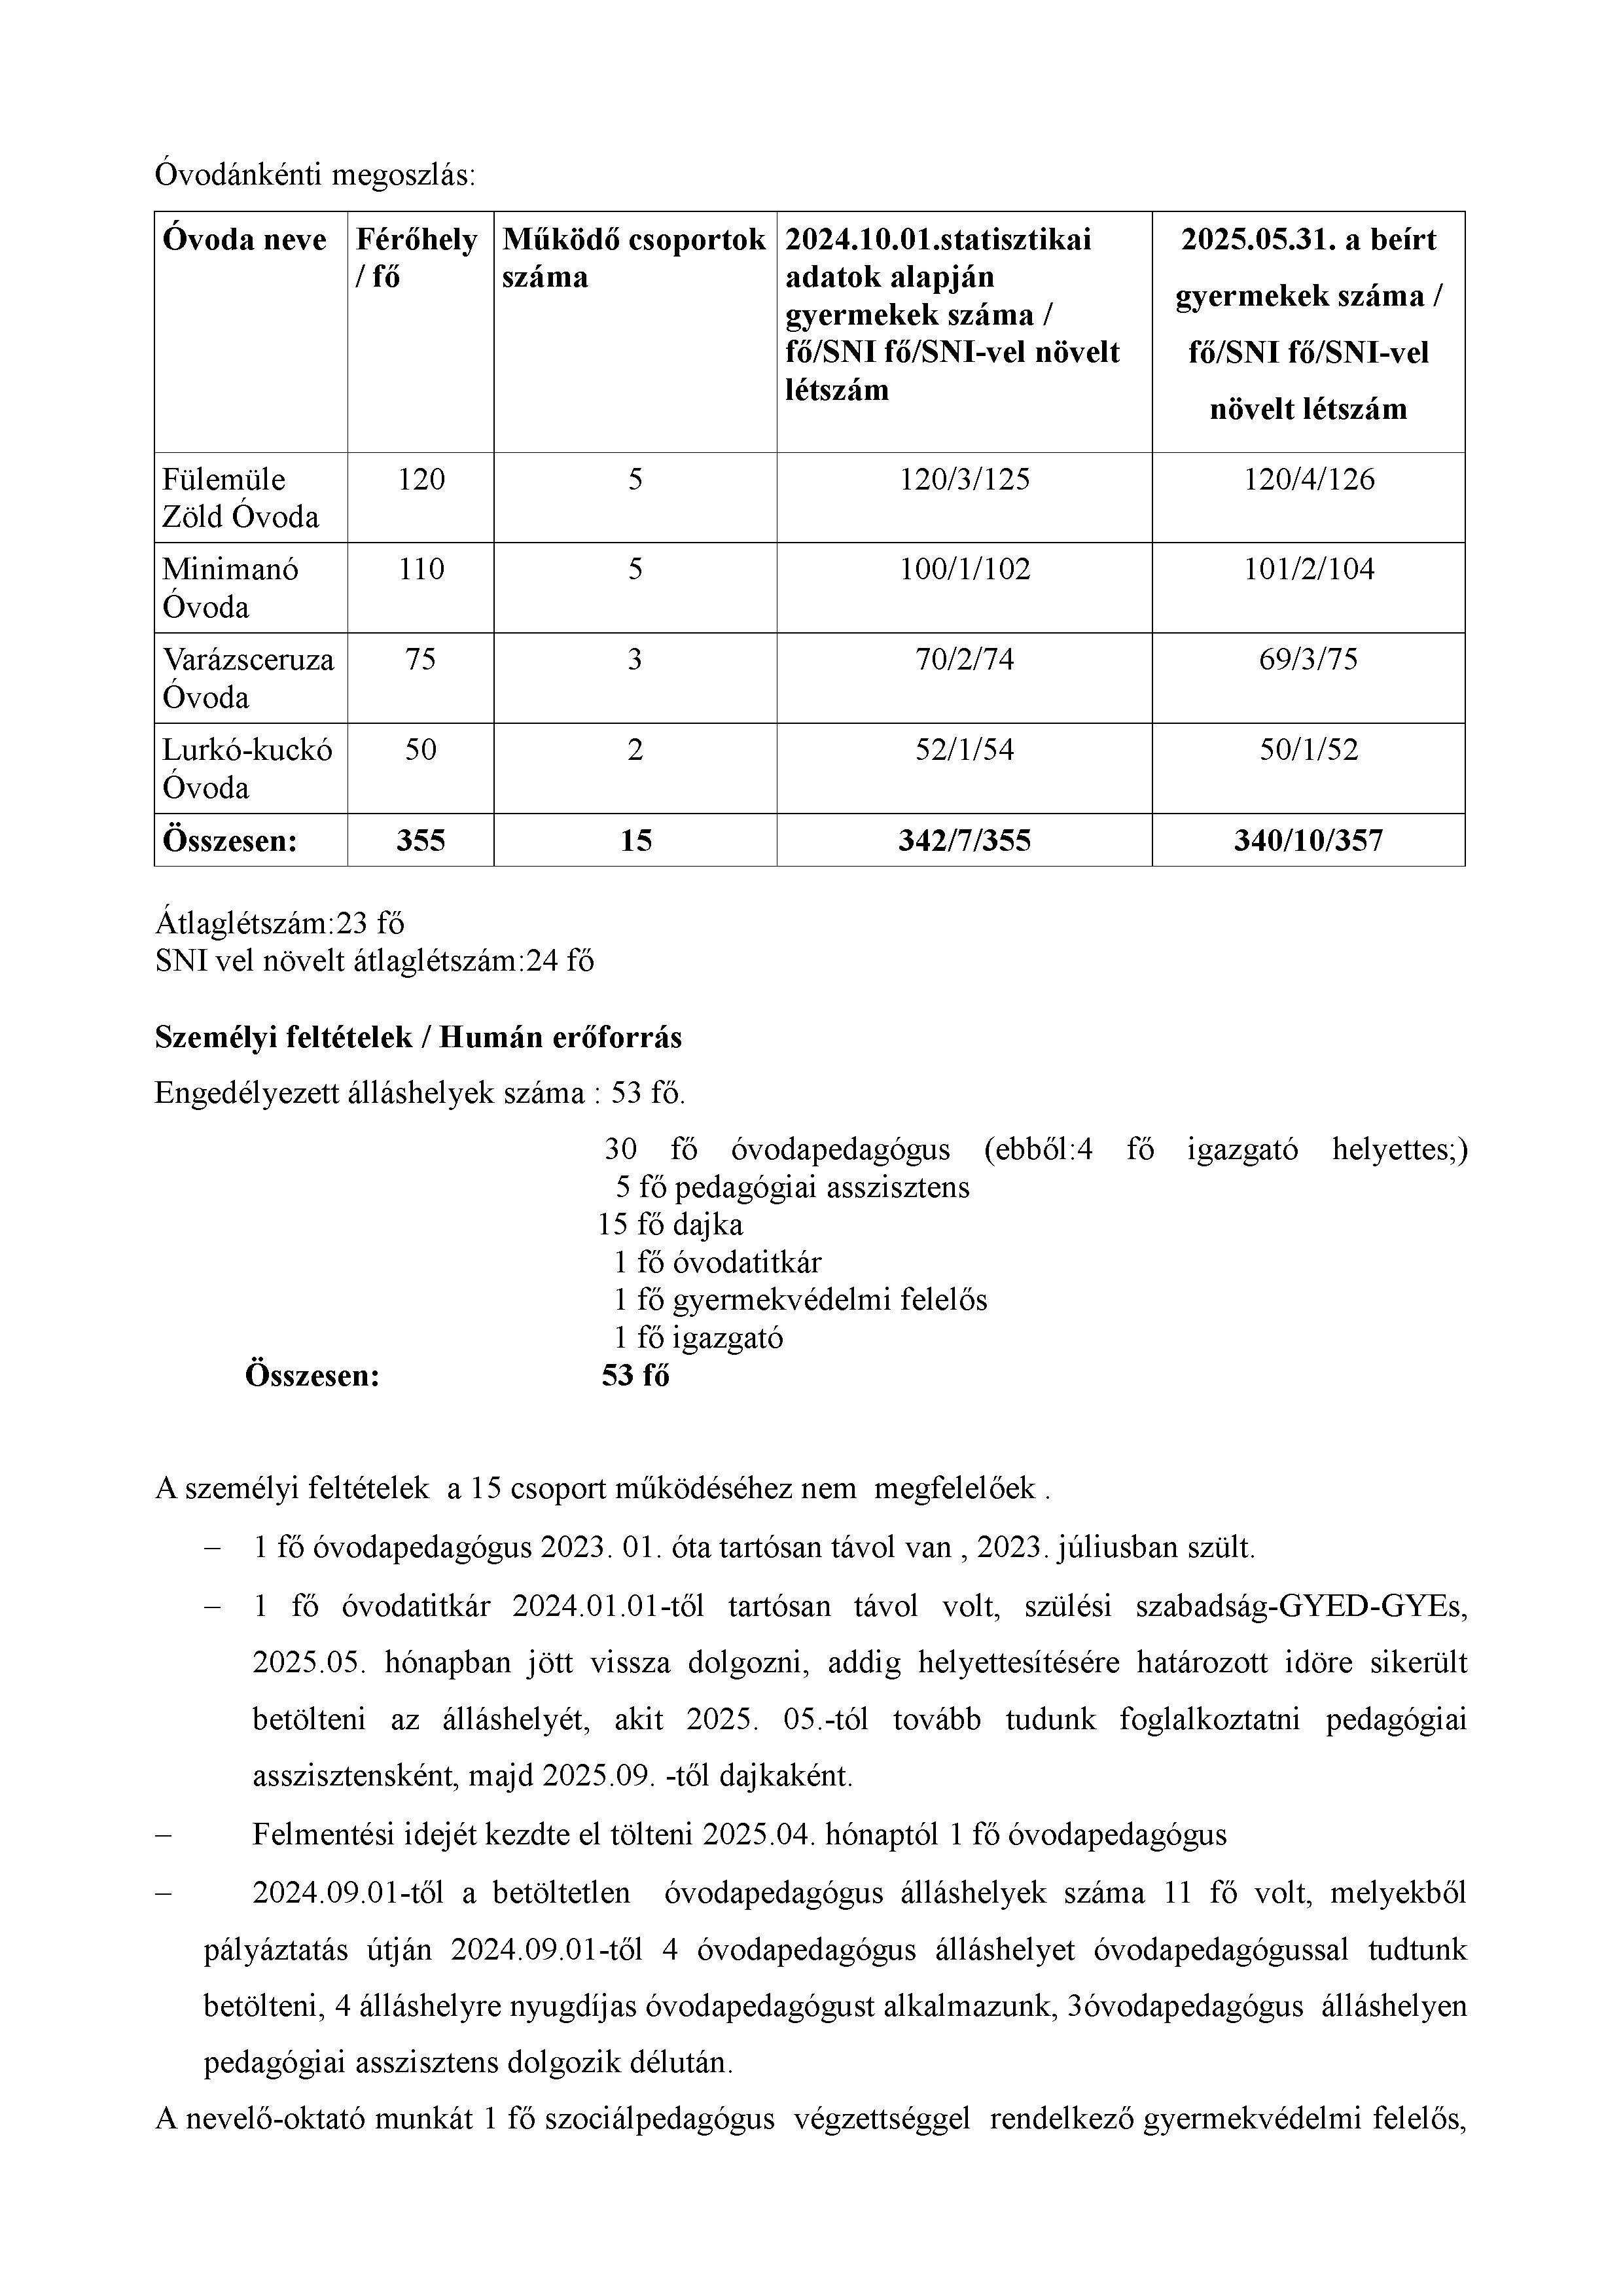 Óvodánkénti megoszlás:
Óvoda neve
Férőhely
/ fő
Működő csoportok
száma
2024.10.01.statisztikai
adatok alapján
gyermekek száma /
fő/SNI fő/SNI-vel növelt
létszám
2025.05.31. a beírt
gyermekek száma /
fő/SNI fő/SNI-vel
növelt létszám
Fülemüle
Zöld Óvoda
120
5
120/3/125
120/4/126
Minimanó
Óvoda
110
5
100/1/102
101/2/104
Varázsceruza
Óvoda
75
3
70/2/74
69/3/75
Lurkó-kuckó
Óvoda
50
2
52/1/54
50/1/52
Összesen:
355
15
342/7/355
340/10/357
Átlaglétszám:23 fő
SNI vel növelt átlaglétszám:24 fő
Személyi feltételek / Humán erőforrás
Engedélyezett álláshelyek száma : 53 fő.
30 fő óvodapedagógus (ebből:4 fő igazgató helyettes;)
5 fő pedagógiai asszisztens
15 fő dajka
1 fő óvodatitkár
1 fő gyermekvédelmi felelős
1 fő igazgató
Összesen: 53 fő
A személyi feltételek a 15 csoport működéséhez nem megfelelőek .
– 1 fő óvodapedagógus 2023. 01. óta tartósan távol van , 2023. júliusban szült.
– 1 fő óvodatitkár 2024.01.01-től tartósan távol volt, szülési szabadság-GYED-GYEs,
2025.05. hónapban jött vissza dolgozni, addig helyettesítésére határozott idöre sikerült
betölteni az álláshelyét, akit 2025. 05.-tól tovább tudunk foglalkoztatni pedagógiai
asszisztensként, majd 2025.09. -től dajkaként.
– Felmentési idejét kezdte el tölteni 2025.04. hónaptól 1 fő óvodapedagógus
– 2024.09.01-től a betöltetlen óvodapedagógus álláshelyek száma 11 fő volt, melyekből
pályáztatás útján 2024.09.01-től 4 óvodapedagógus álláshelyet óvodapedagógussal tudtunk
betölteni, 4 álláshelyre nyugdíjas óvodapedagógust alkalmazunk, 3óvodapedagógus álláshelyen
pedagógiai asszisztens dolgozik délután.
A nevelő-oktató munkát 1 fő szociálpedagógus végzettséggel rendelkező gyermekvédelmi felelős,